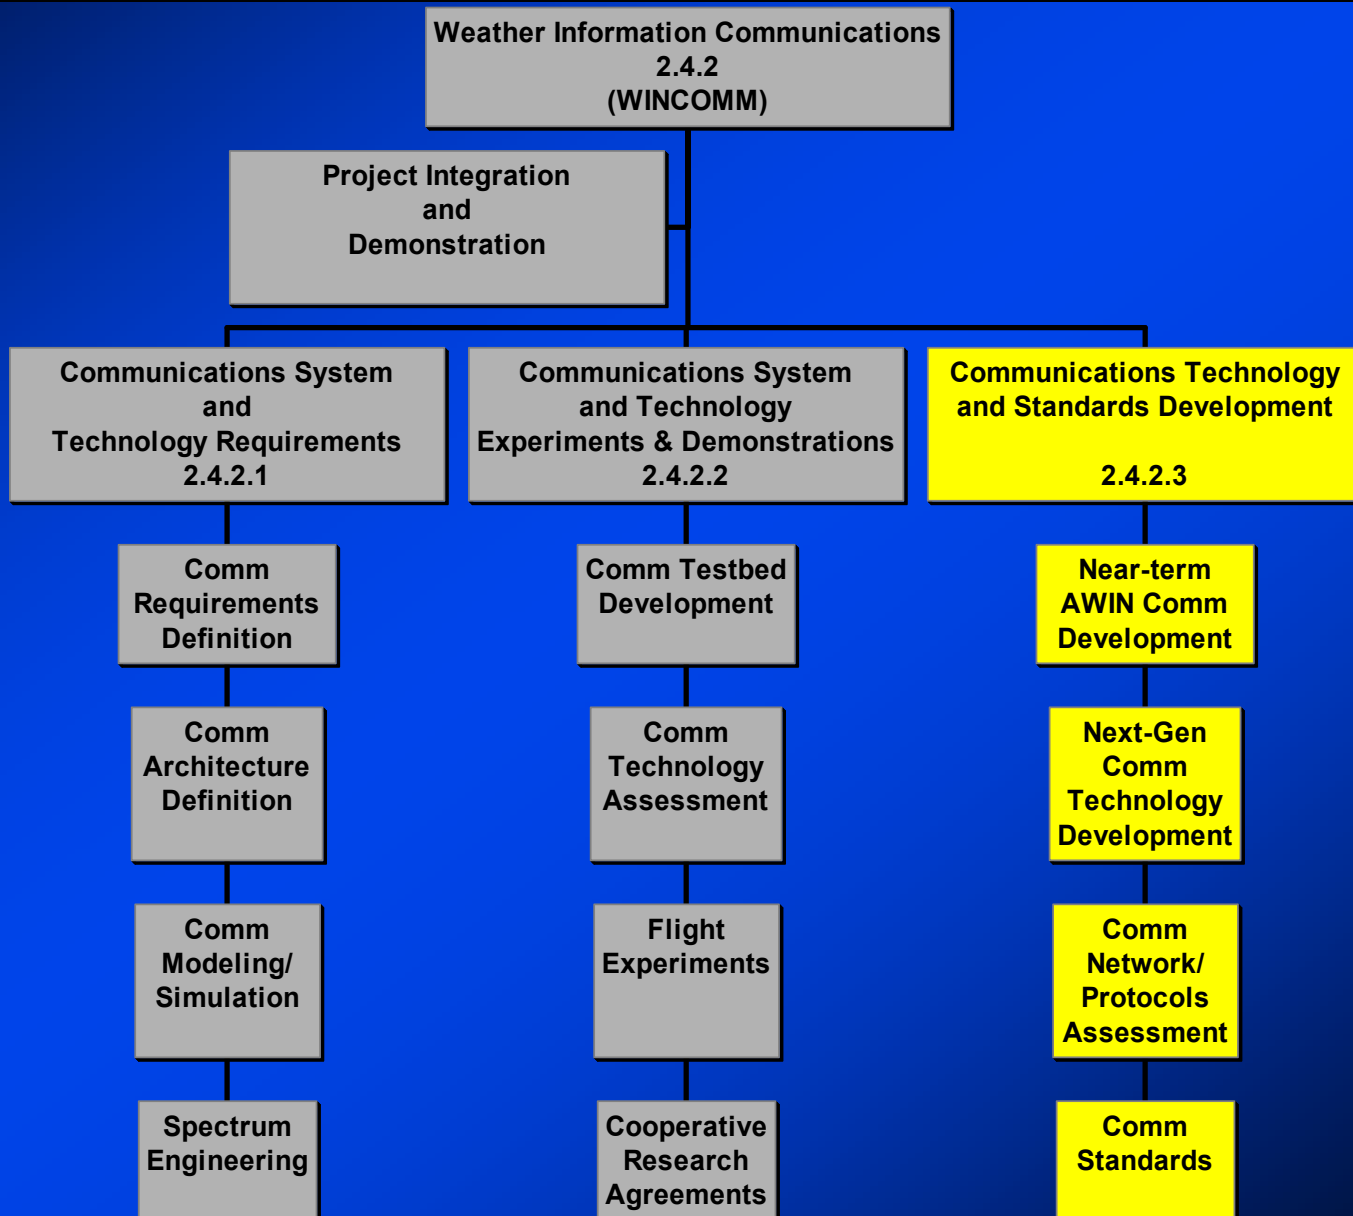 Weather Information Communications
2.4.2
(WINCOMM)
Project Integration
and
Demonstration
Communications System
and
Technology Requirements
2.4.2.1
Communications System
and Technology
Experiments & Demonstrations
2.4.2.2
Communications Technology
and Standards Development
2.4.2.3
Comm
Requirements
Definition
Comm
Architecture
Definition
Comm
Modeling/
Simulation
Spectrum
Engineering
Comm Testbed
Development
Comm
Technology
Assessment
Flight
Experiments
Cooperative
Research
Agreements
Near-term
AWIN Comm
Development
Next-Gen
Comm
Technology
Development
Comm
Network/
Protocols
Assessment
Comm
Standards